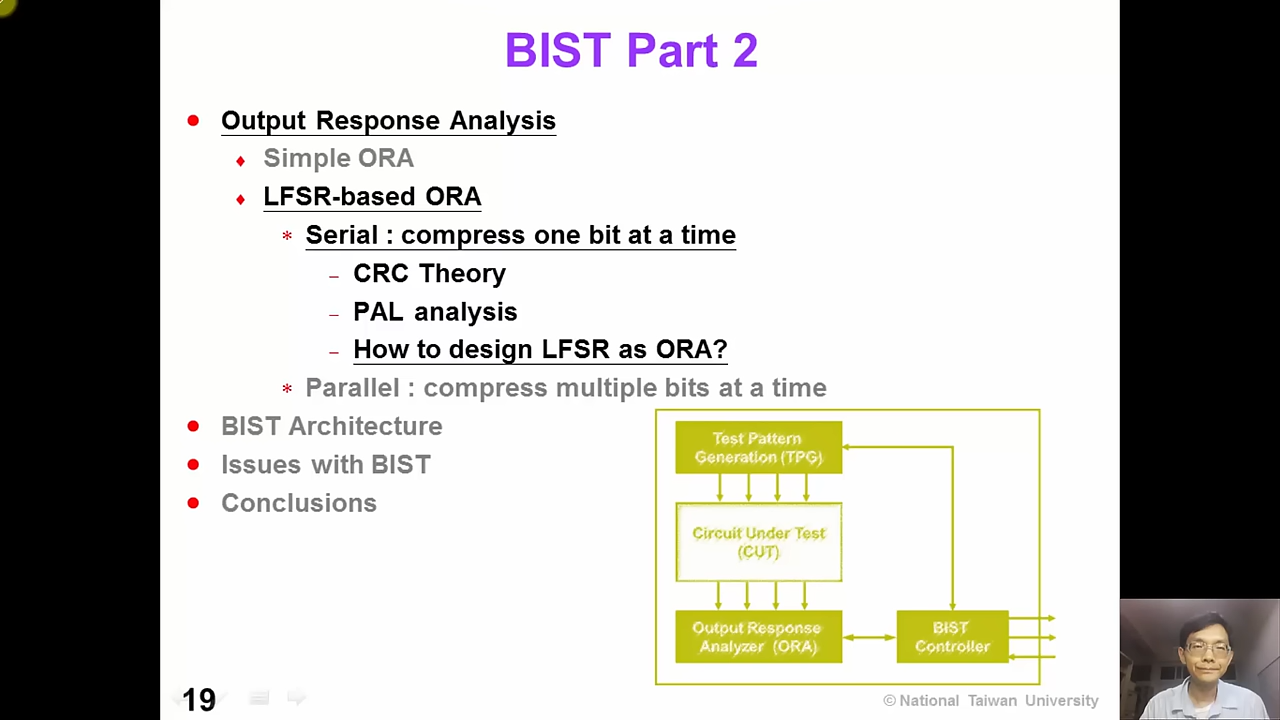 BIST Part 2
Output Response Analysis
Simple ORA
LFSR-based ORA
Serial : compress one bit at a time
CRC Theory
PAL analysis
How to design LFSR as ORA?
Parallel : compress multiple bits at a time
BIST Architecture
Issues with BIST
Conclusions
Test Pattern
Generation (TPG)
Circuit Under Test
(CUT)
Output Response
Analyzer (ORA)
BIST
Controller
19
© National Taiwan University